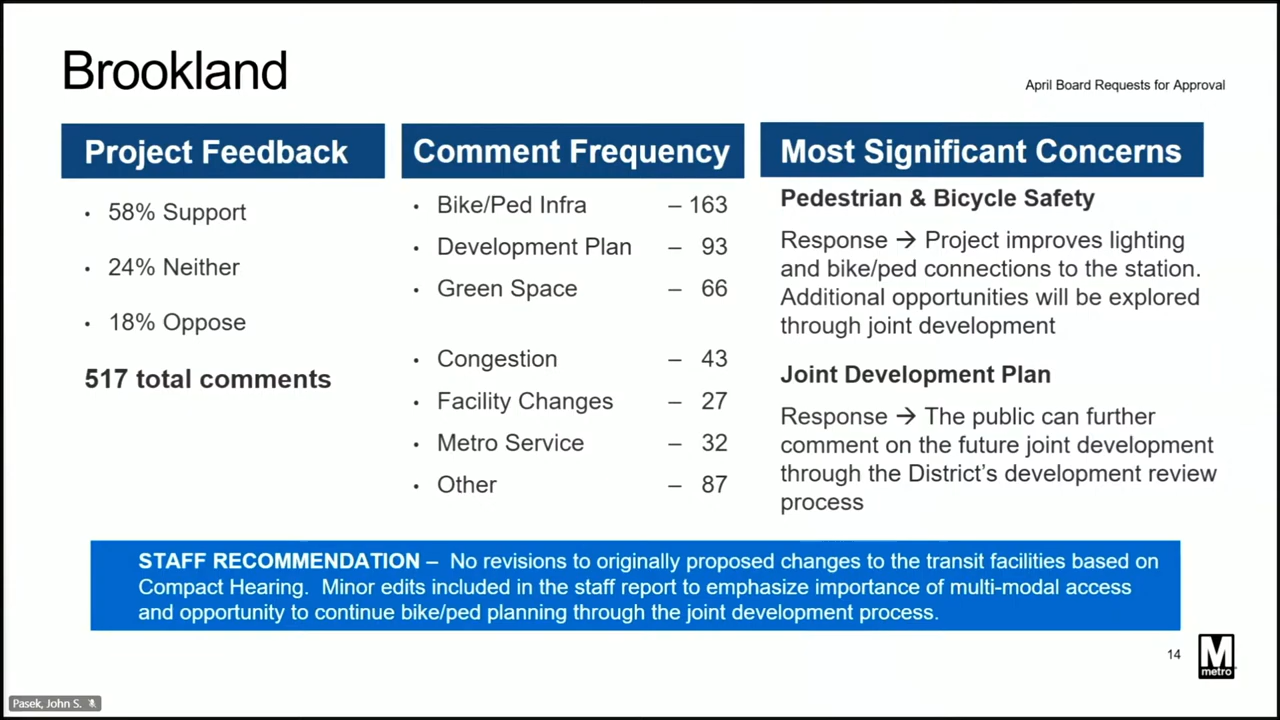 Brookland
April Board Requests for Approval
Project Feedback
• 58% Support
• 24% Neither
• 18% Oppose
517 total comments
Comment Frequency
• Bike/Ped Infra – 163
• Development Plan – 93
• Green Space – 66
• Congestion – 43
• Facility Changes – 27
• Metro Service – 32
• Other – 87
Most Significant Concerns
Pedestrian & Bicycle Safety
Response → Project improves lighting
and bike/ped connections to the station.
Additional opportunities will be explored
through joint development
Joint Development Plan
Response → The public can further
comment on the future joint development
through the District’s development review
process
STAFF RECOMMENDATION – No revisions to originally proposed changes to the transit facilities based on
Compact Hearing. Minor edits included in the staff report to emphasize importance of multi-modal access
and opportunity to continue bike/ped planning through the joint development process.
14
M
metro
Pasek, John S.